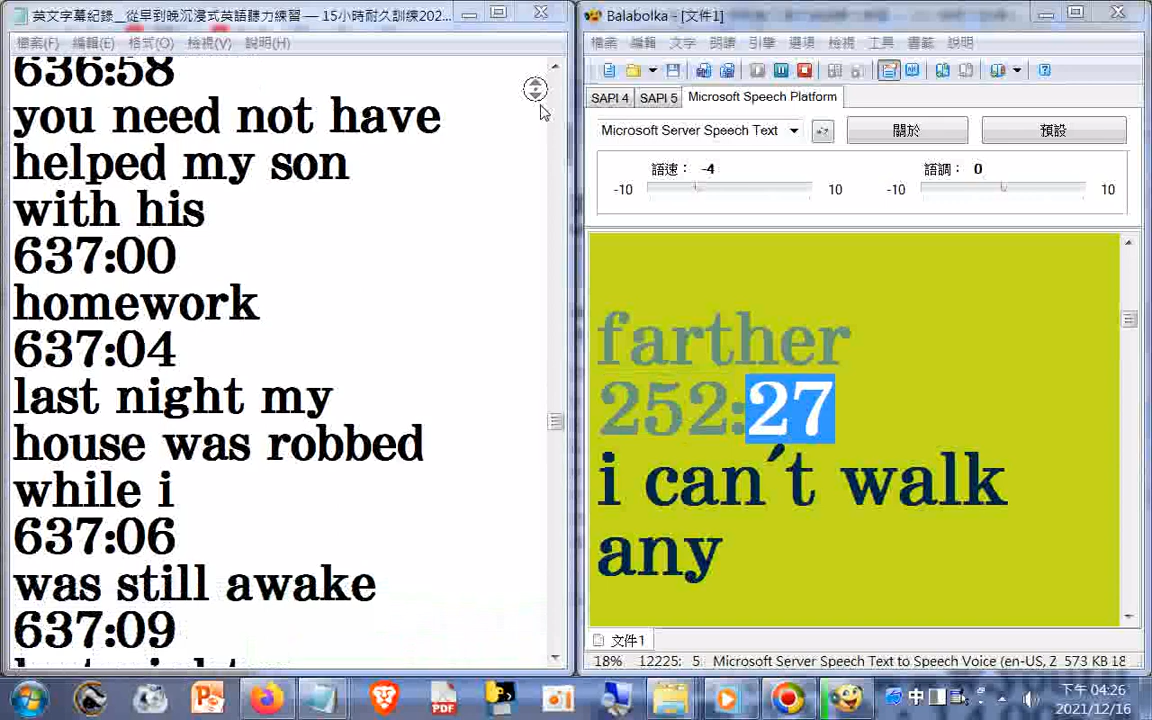 英文字幕紀錄__從早到晚沉浸式英語聽力練習 — 15小時耐久訓練202...
檔案(F) 編輯(E) 格式(O) 檢視(V) 說明(H)
636:58
you need not have
helped my son
with his
637:00
homework
637:04
last night my
house was robbed
while i
637:06
was still awake
637:09
Balabolka - [文件1]
檔案 編輯 文字 朗讀 引擎 選項 檢視 工具 書籤 說明
SAPI 4 SAPI 5 Microsoft Speech Platform
Microsoft Server Speech Text
關於 預設
語速： -4 語調： 0
-10 10 -10 10
farther
252:27
i can't walk
any
文件1
18% 12225: 5 Microsoft Server Speech Text to Speech Voice (en-US, 2 573 KB 18
PDF
中
下午 04:26
2021/12/16